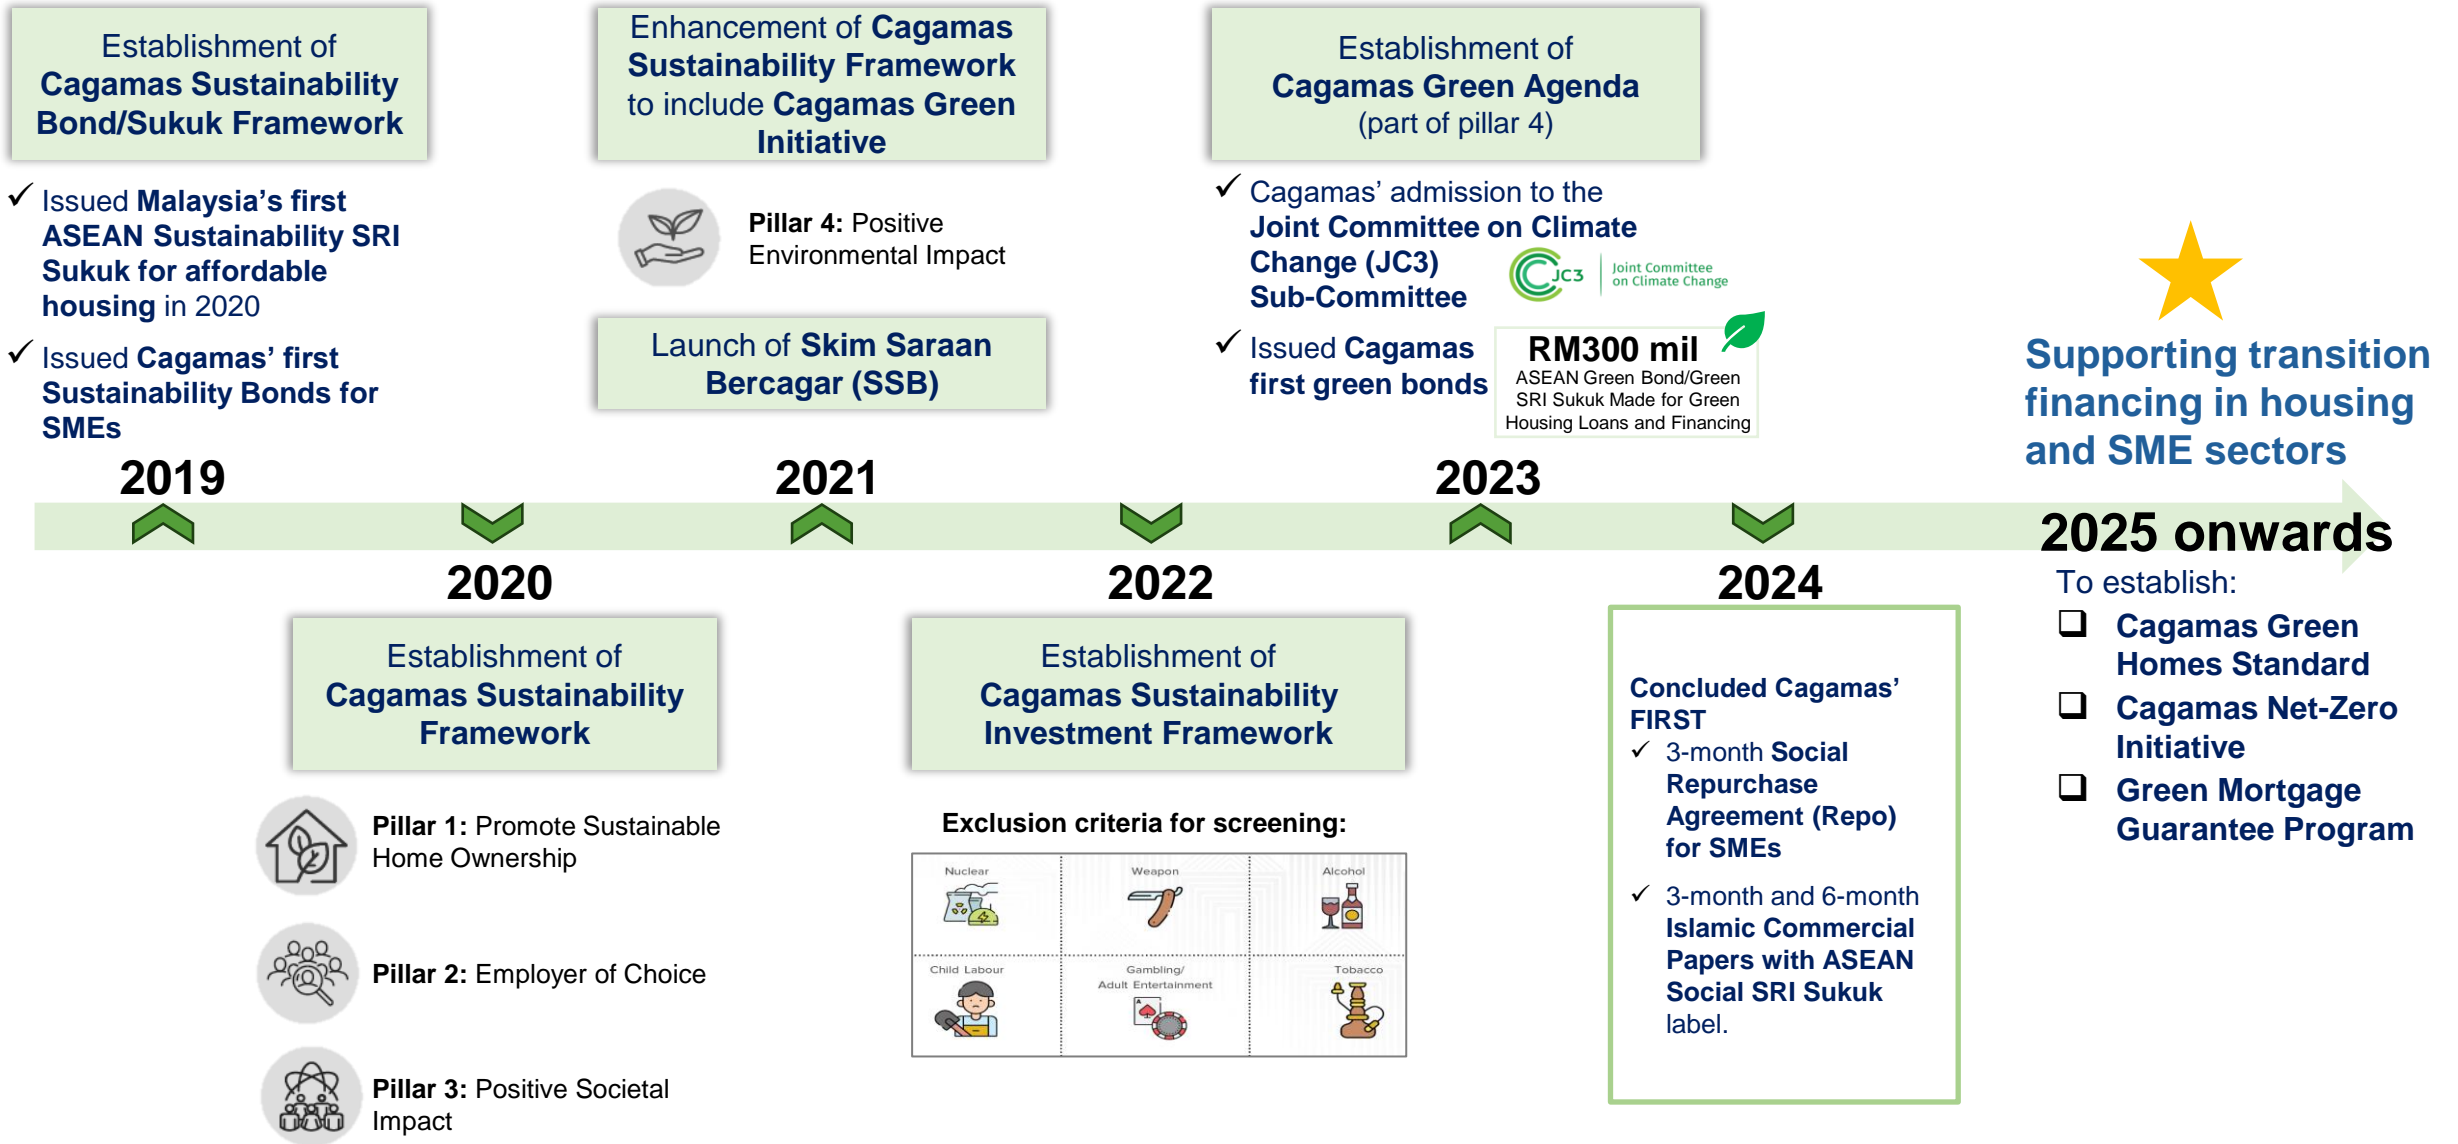 Establishment of
Cagamas Sustainability
Bond/Sukuk Framework
✓ Issued Malaysia’s first
ASEAN Sustainability SRI
Sukuk for affordable
housing in 2020
✓ Issued Cagamas’ first
Sustainability Bonds for
SMEs
2019
Enhancement of Cagamas
Sustainability Framework
to include Cagamas Green
Initiative
Pillar 4: Positive
Environmental Impact
Launch of Skim Saraan
Bercagar (SSB)
2021
Establishment of
Cagamas Green Agenda
(part of pillar 4)
✓ Cagamas’ admission to the
Joint Committee on Climate
Change (JC3)
Sub-Committee
JC3
Joint Committee
on Climate Change
✓ Issued Cagamas
first green bonds
RM300 mil
ASEAN Green Bond/Green
SRI Sukuk Made for Green
Housing Loans and Financing
2023
Supporting transition
financing in housing
and SME sectors
2025 onwards
To establish:
❑ Cagamas Green
Homes Standard
❑ Cagamas Net-Zero
Initiative
❑ Green Mortgage
Guarantee Program
2020
Establishment of
Cagamas Sustainability
Framework
Pillar 1: Promote Sustainable
Home Ownership
Pillar 2: Employer of Choice
Pillar 3: Positive Societal
Impact
2022
Establishment of
Cagamas Sustainability
Investment Framework
Exclusion criteria for screening:
Nuclear
Weapon
Alcohol
Child Labour
Gambling/
Adult Entertainment
Tobacco
A
2024
Concluded Cagamas’
FIRST
✓ 3-month Social
Repurchase
Agreement (Repo)
for SMEs
✓ 3-month and 6-month
Islamic Commercial
Papers with ASEAN
Social SRI Sukuk
label.